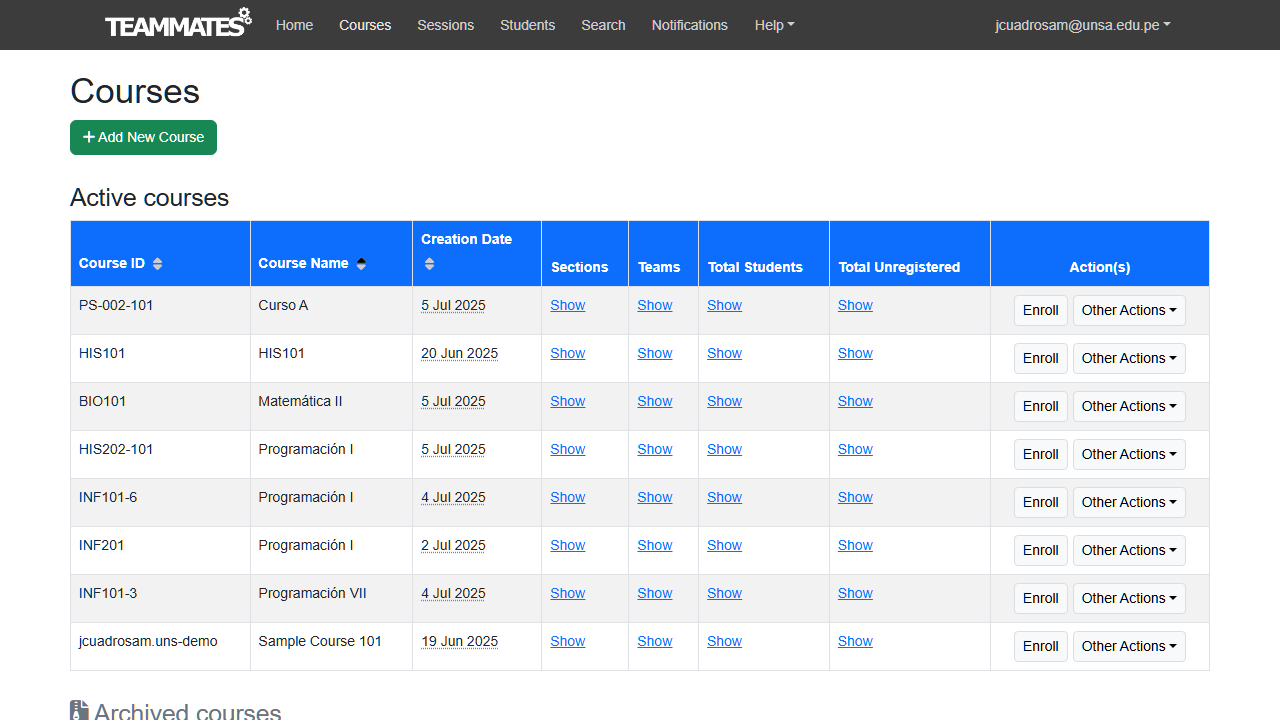 TEAMMATES Home Courses Sessions Students Search Notifications Help jcuadrosam@unsa.edu.pe
Courses
Add New Course
Active courses
Course ID Course Name Creation Date Sections Teams Total Students Total Unregistered Action(s)
PS-002-101 Curso A 5 Jul 2025 Show Show Show Show Enroll Other Actions
HIS101 HIS101 20 Jun 2025 Show Show Show Show Enroll Other Actions
BIO101 Matemática II 5 Jul 2025 Show Show Show Show Enroll Other Actions
HIS202-101 Programación I 5 Jul 2025 Show Show Show Show Enroll Other Actions
INF101-6 Programación I 4 Jul 2025 Show Show Show Show Enroll Other Actions
INF201 Programación I 2 Jul 2025 Show Show Show Show Enroll Other Actions
INF101-3 Programación VII 4 Jul 2025 Show Show Show Show Enroll Other Actions
jcuadrosam.uns-demo Sample Course 101 19 Jun 2025 Show Show Show Show Enroll Other Actions
Archived courses